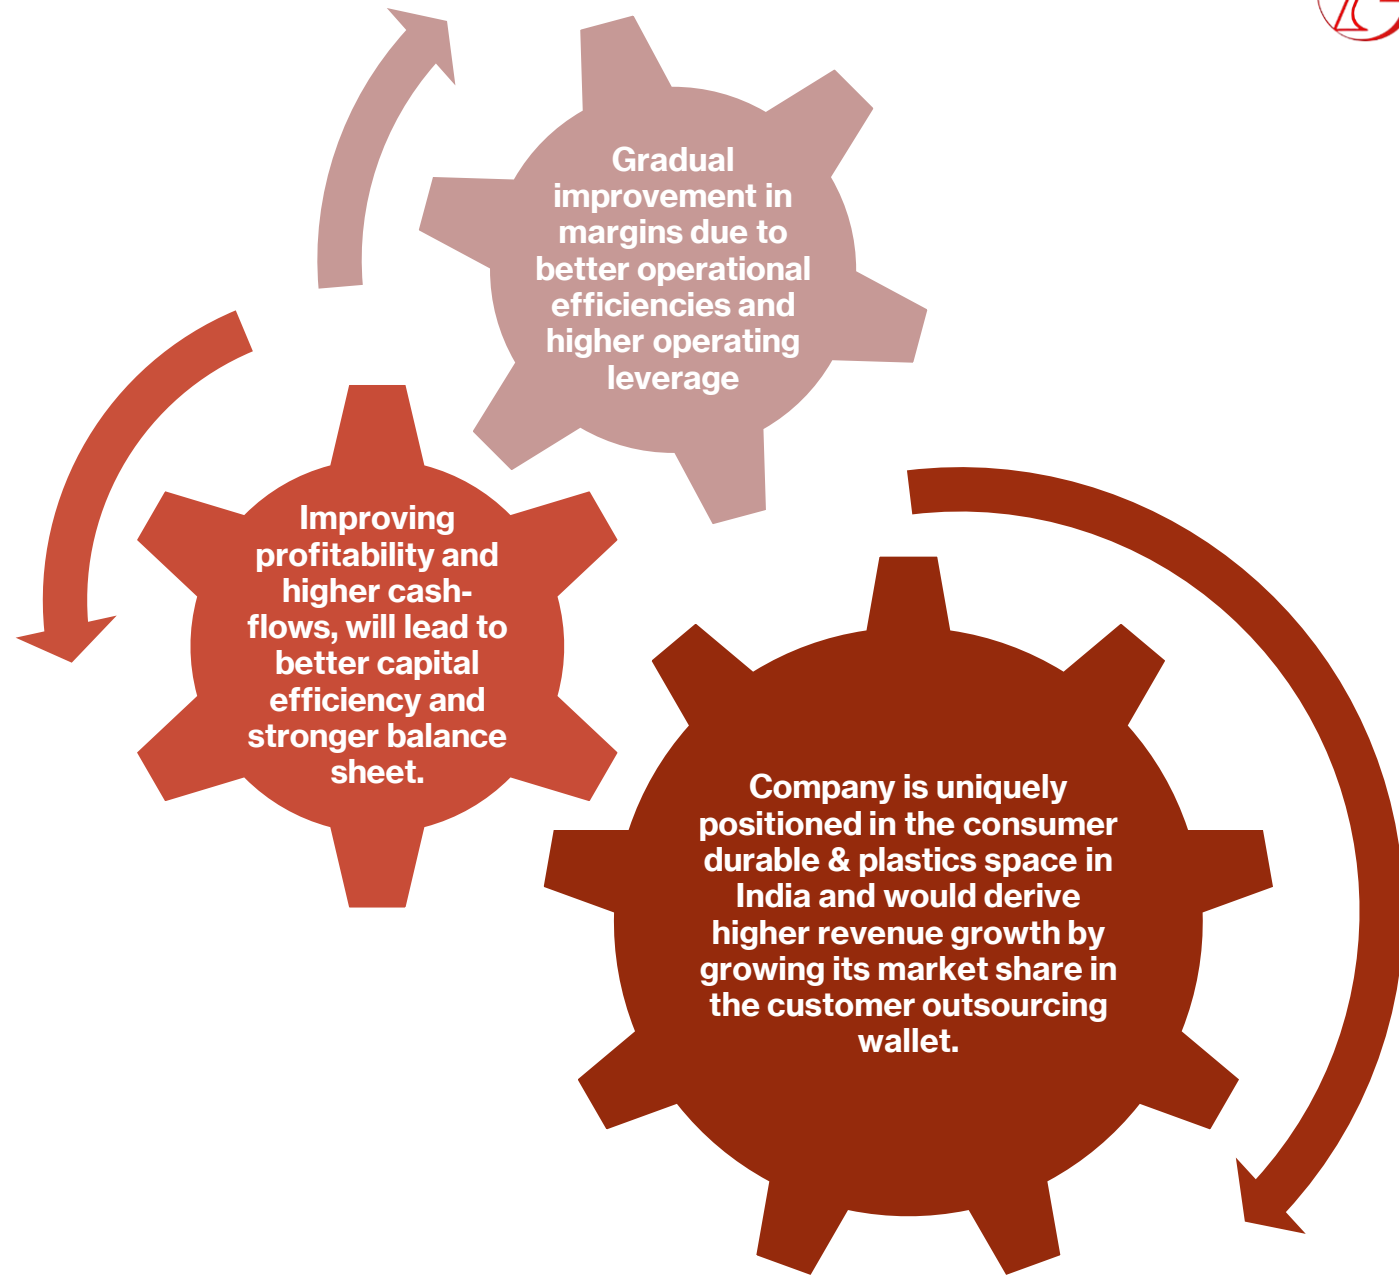 Gradual
improvement in
margins due to
better operational
efficiencies and
higher operating
leverage
Improving
profitability and
higher cash-
flows, will lead to
better capital
efficiency and
stronger balance
sheet.
Company is uniquely
positioned in the consumer
durable & plastics space in
India and would derive
higher revenue growth by
growing its market share in
the customer outsourcing
wallet.